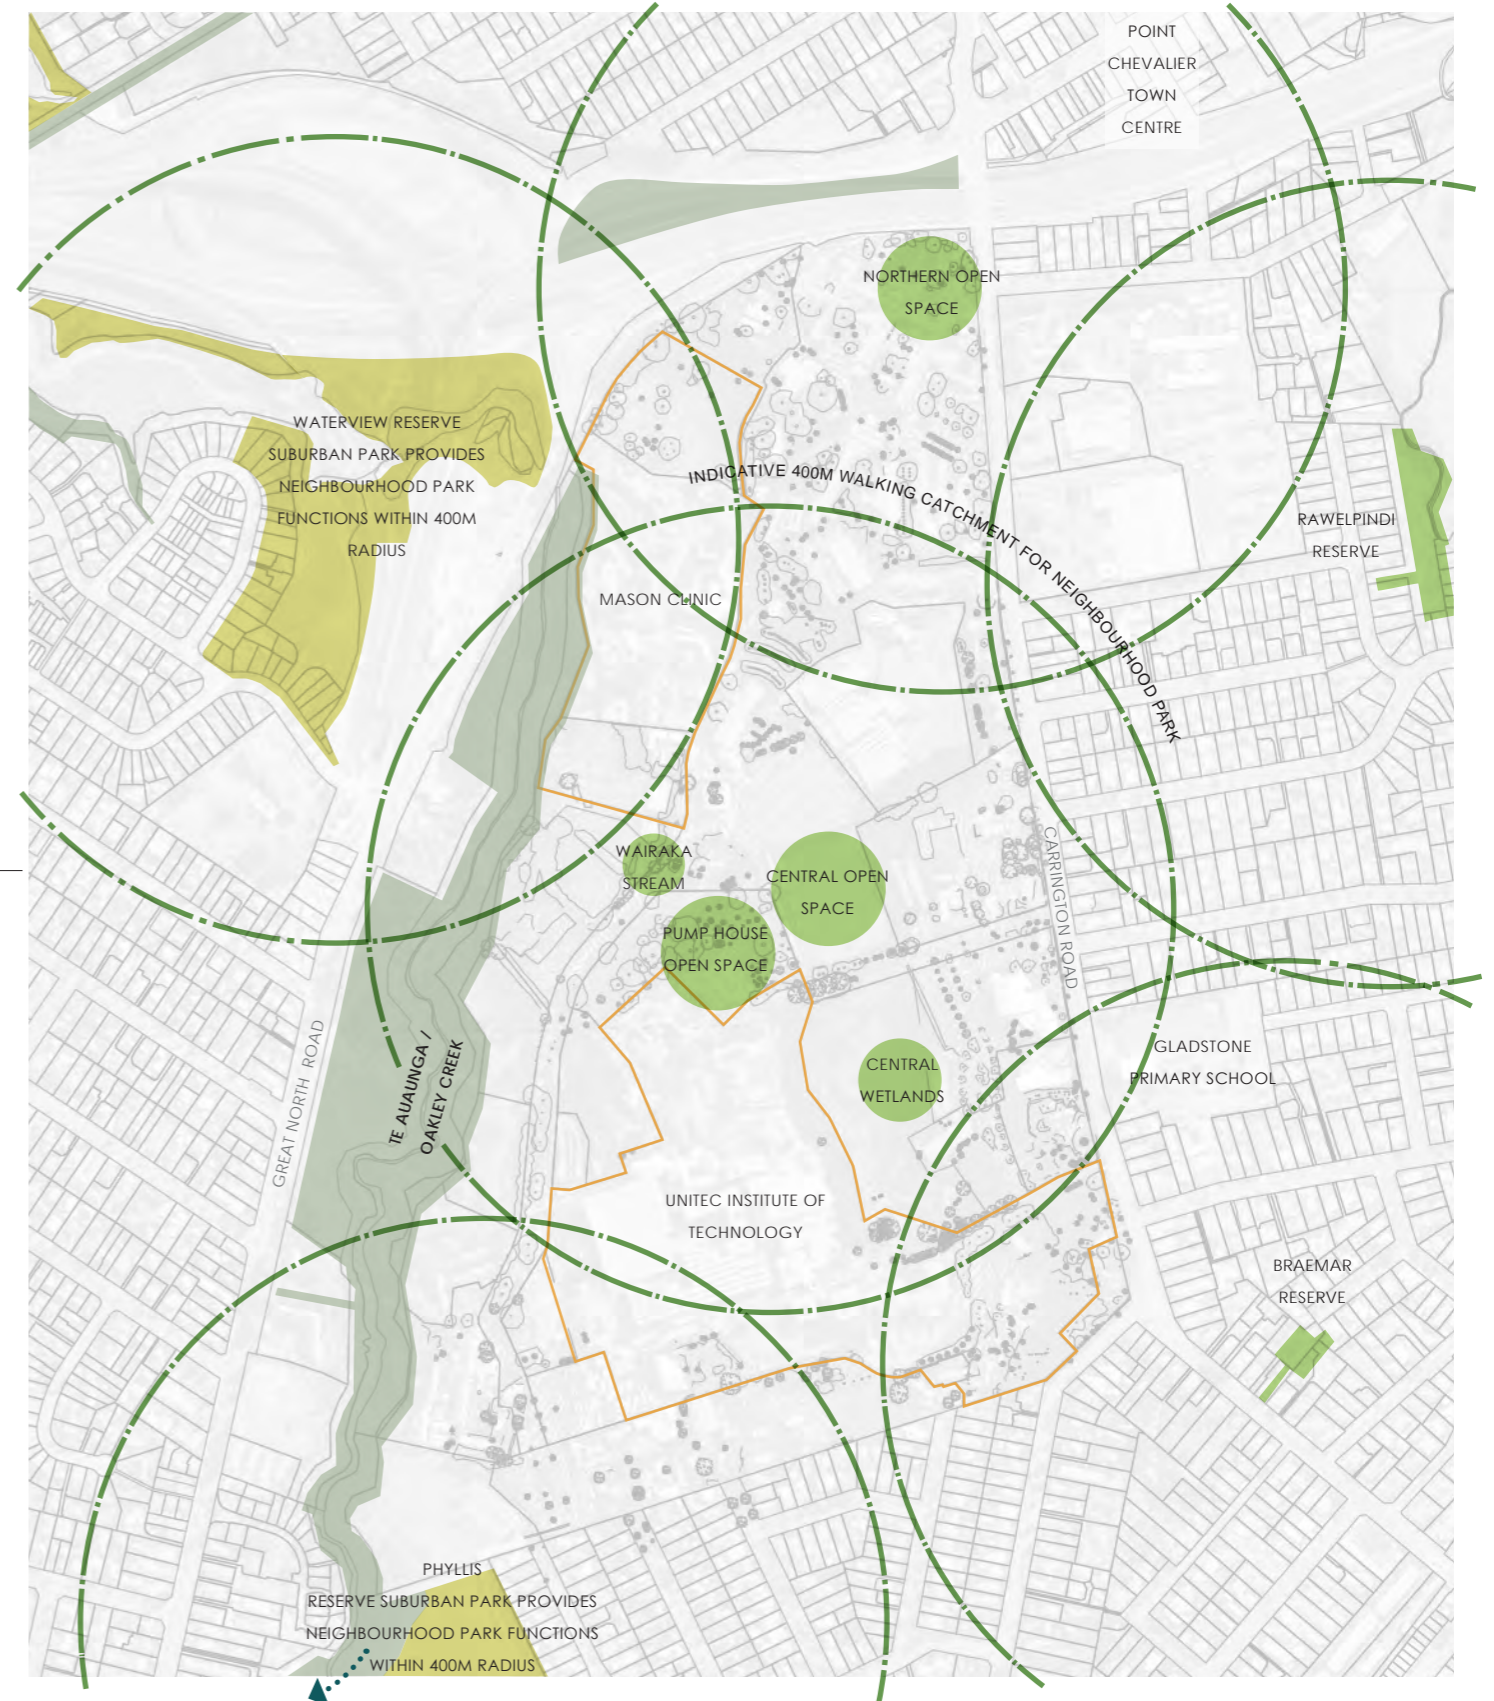 POINT
CHEVALIER
TOWN
CENTRE
NORTHERN OPEN
SPACE
WATERVIEW RESERVE
SUBURBAN PARK PROVIDES
NEIGHBOURHOOD PARK
FUNCTIONS WITHIN 400M
RADIUS
INDICATIVE 400M WALKING CATCHMENT FOR NEIGHBOURHOOD PARK
RAWELPINDI
RESERVE
MASON CLINIC
WAIRAKA
STREAM
CENTRAL OPEN
SPACE
CARRINGTON ROAD
PUMP HOUSE
OPEN SPACE
GREAT NORTH ROAD
TE AUAUNGA /
OAKLEY CREEK
CENTRAL
WETLANDS
GLADSTONE
PRIMARY SCHOOL
UNITEC INSTITUTE OF
TECHNOLOGY
BRAEMAR
RESERVE
PHYLLIS
RESERVE SUBURBAN PARK PROVIDES
NEIGHBOURHOOD PARK FUNCTIONS
WITHIN 400M RADIUS